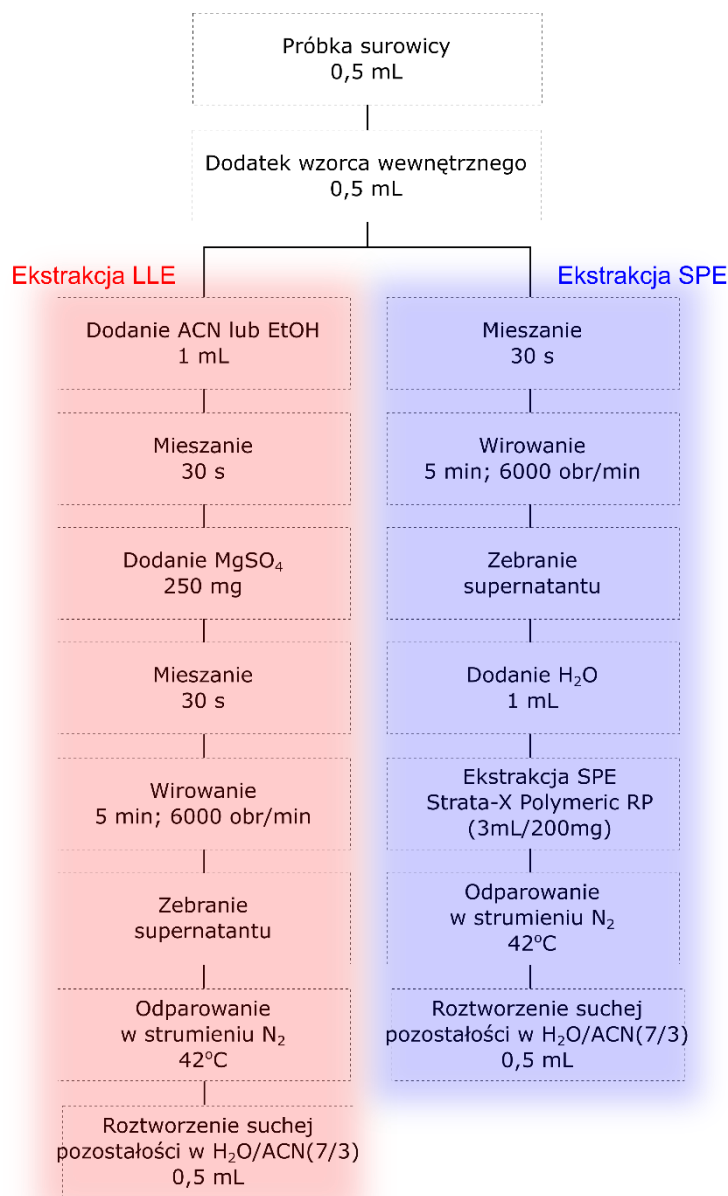 Próbka surowicy
0,5 mL
Dodatek wzorca wewnętrznego
0,5 mL
Ekstrakcja LLE
Dodanie ACN lub EtOH
1 mL
Mieszanie
30 s
Dodanie MgSO₄
250 mg
Mieszanie
30 s
Wirowanie
5 min; 6000 obr/min
Zebranie
supernatantu
Odparowanie
w strumieniu N₂
42°C
Roztworzenie suchej
pozostałości w H₂O/ACN(7/3)
0,5 mL
Ekstrakcja SPE
Mieszanie
30 s
Wirowanie
5 min; 6000 obr/min
Zebranie
supernatantu
Dodanie H₂O
1 mL
Ekstrakcja SPE
Strata-X Polymeric RP
(3mL/200mg)
Odparowanie
w strumieniu N₂
42°C
Roztworzenie suchej
pozostałości w H₂O/ACN(7/3)
0,5 mL